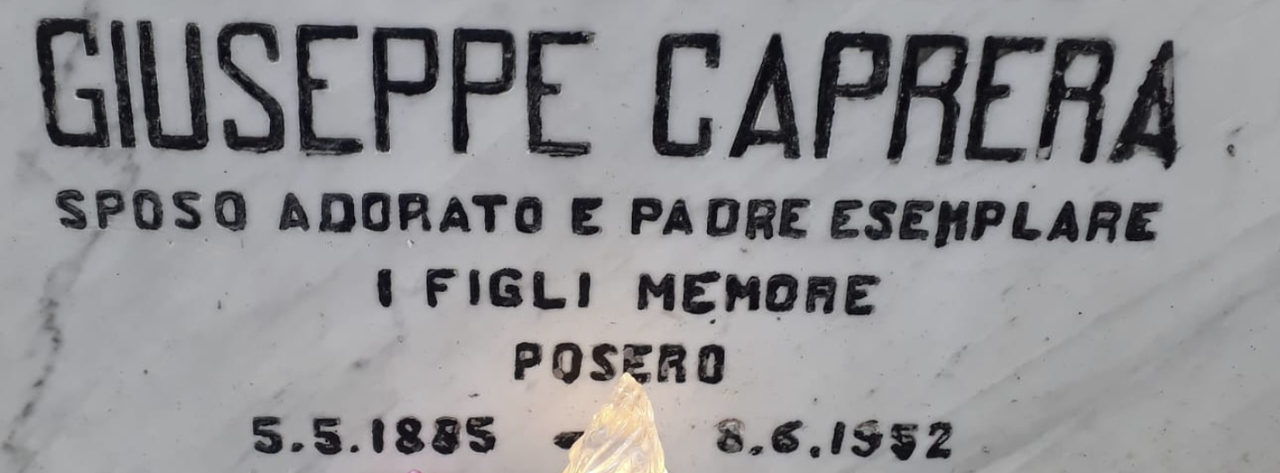 GIUSEPPE CAPRERA
SPOSO ADORATO E PADRE ESEMPLARE
I FIGLI MEMORE
POSERO
5.5.1885 - 8.6.1952